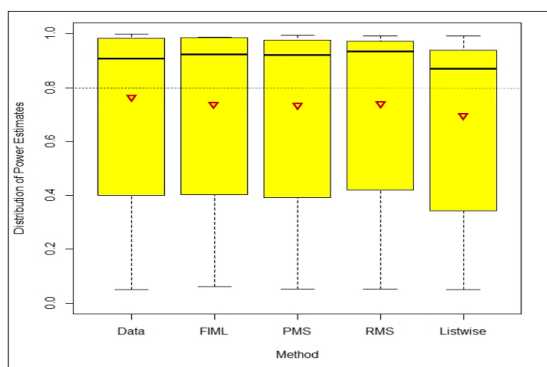 Distribution of Power Estimates
1.0
0.8
0.6
0.4
0.2
0.0
Data FIML PMS RMS Listwise
Method